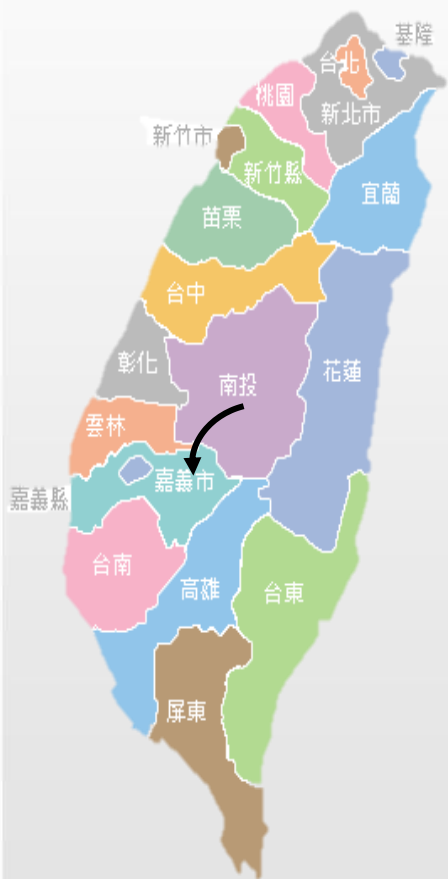 基隆
台北
桃園
新北市
新竹市
新竹縣
宜蘭
苗栗
台中
彰化
花蓮
南投
雲林
嘉義市
嘉義縣
台南
高雄
台東
屏東